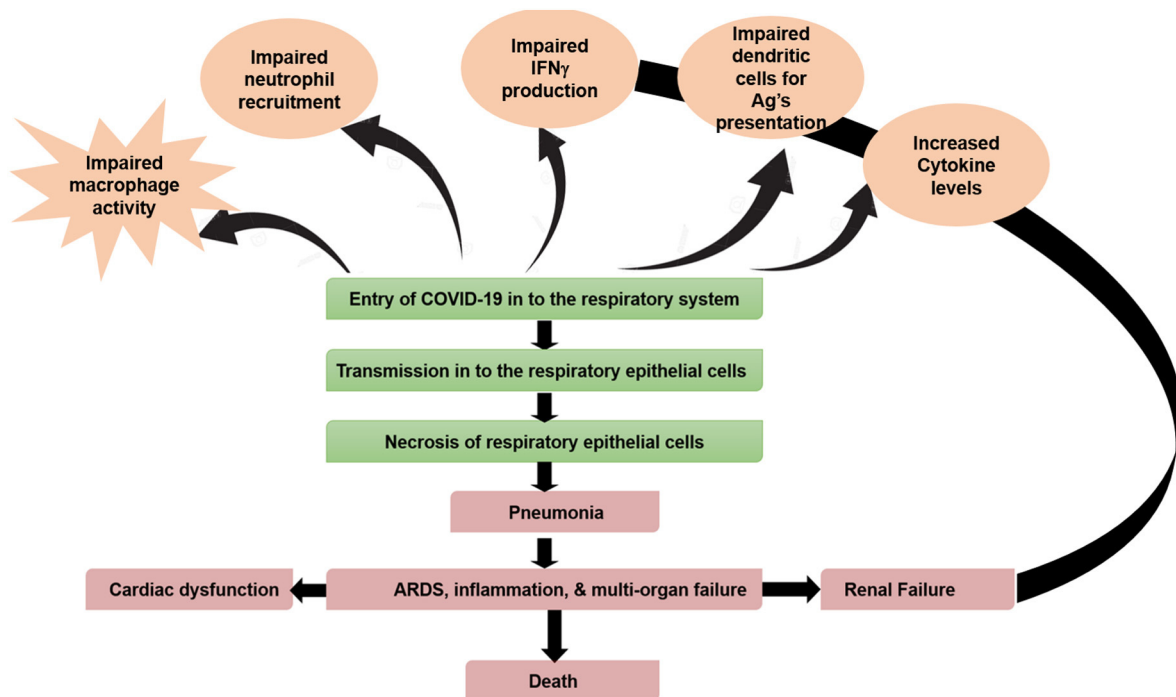 Impaired
neutrophil
recruitment
Impaired
IFNγ
production
Impaired
dendritic
cells for
Ag's
presentation
Impaired
macrophage
activity
Increased
Cytokine
levels
Entry of COVID-19 in to the respiratory system
Transmission in to the respiratory epithelial cells
Necrosis of respiratory epithelial cells
Pneumonia
Cardiac dysfunction
ARDS, inflammation, & multi-organ failure
Renal Failure
Death